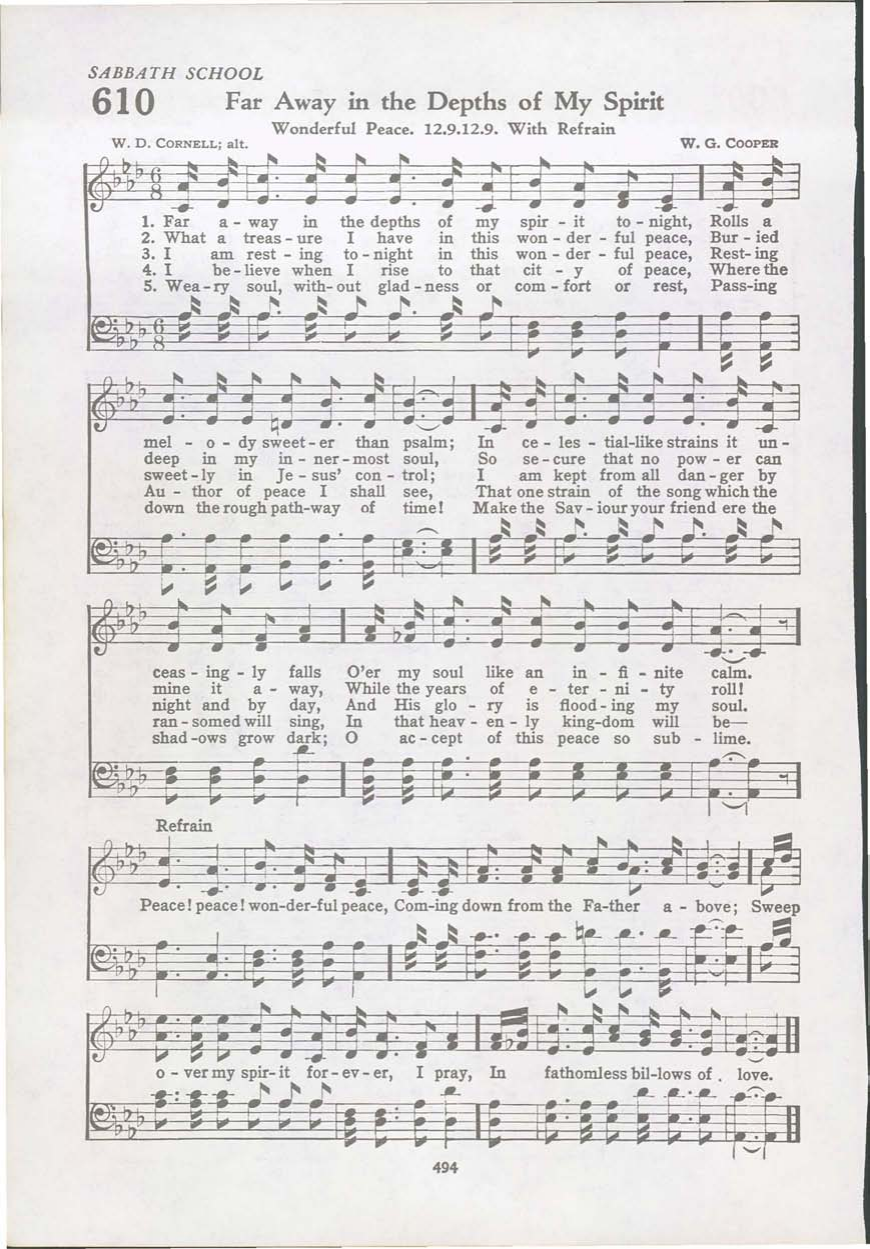 SABBATH SCHOOL
610 Far Away in the Depths of My Spirit
Wonderful Peace. 12.9.12.9. With Refrain
W. D. CORNELL; alt. W. G. COOPER
1. Far a - way in the depths of my spir - it to - night, Rolls a
2. What a treas - ure I have in this won - der - ful peace, Bur - ied
3. I am rest - ing to - night in this won - der - ful peace, Rest - ing
4. I be - lieve when I rise to that cit - y of peace, Where the
5. Wea - ry soul, with - out glad - ness or com - fort or rest, Pass - ing
mel - o - dy sweet - er than psalm; In ce - les - tial-like strains it un -
deep in my in - ner - most soul, So se - cure that no pow - er can
sweet - ly in Je - sus' con - trol; I am kept from all dan - ger by
Au - thor of peace I shall see, That one strain of the song which the
down the rough path - way of time! Make the Sav - iour your friend ere the
ceas - ing - ly falls O'er my soul like an in - fi - nite calm.
mine it a - way, While the years of e - ter - ni - ty roll!
night and by day, And His glo - ry is flood - ing my soul.
ran - somed will sing, In that heav - en - ly king - dom will be—
shad - ows grow dark; O ac - cept of this peace so sub - lime.
Refrain
Peace! peace! won - der - ful peace, Com - ing down from the Fa - ther a - bove; Sweep
o - ver my spir - it for - ev - er, I pray, In fathomless bil - lows of . love.
494